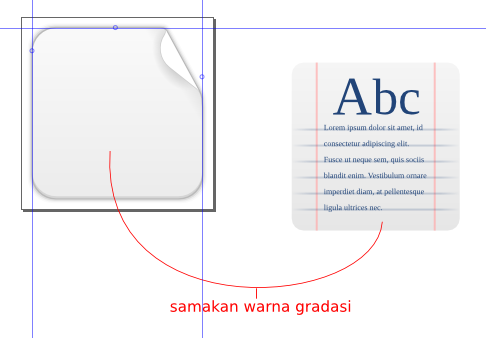 Abc
Lorem ipsum dolor sit amet, id
consectetur adipiscing elit.
Fusce ut neque sem, quis sociis
blandit enim. Vestibulum ornare
imperdiet diam, at pellentesque
ligula ultrices nec.
samakan warna gradasi